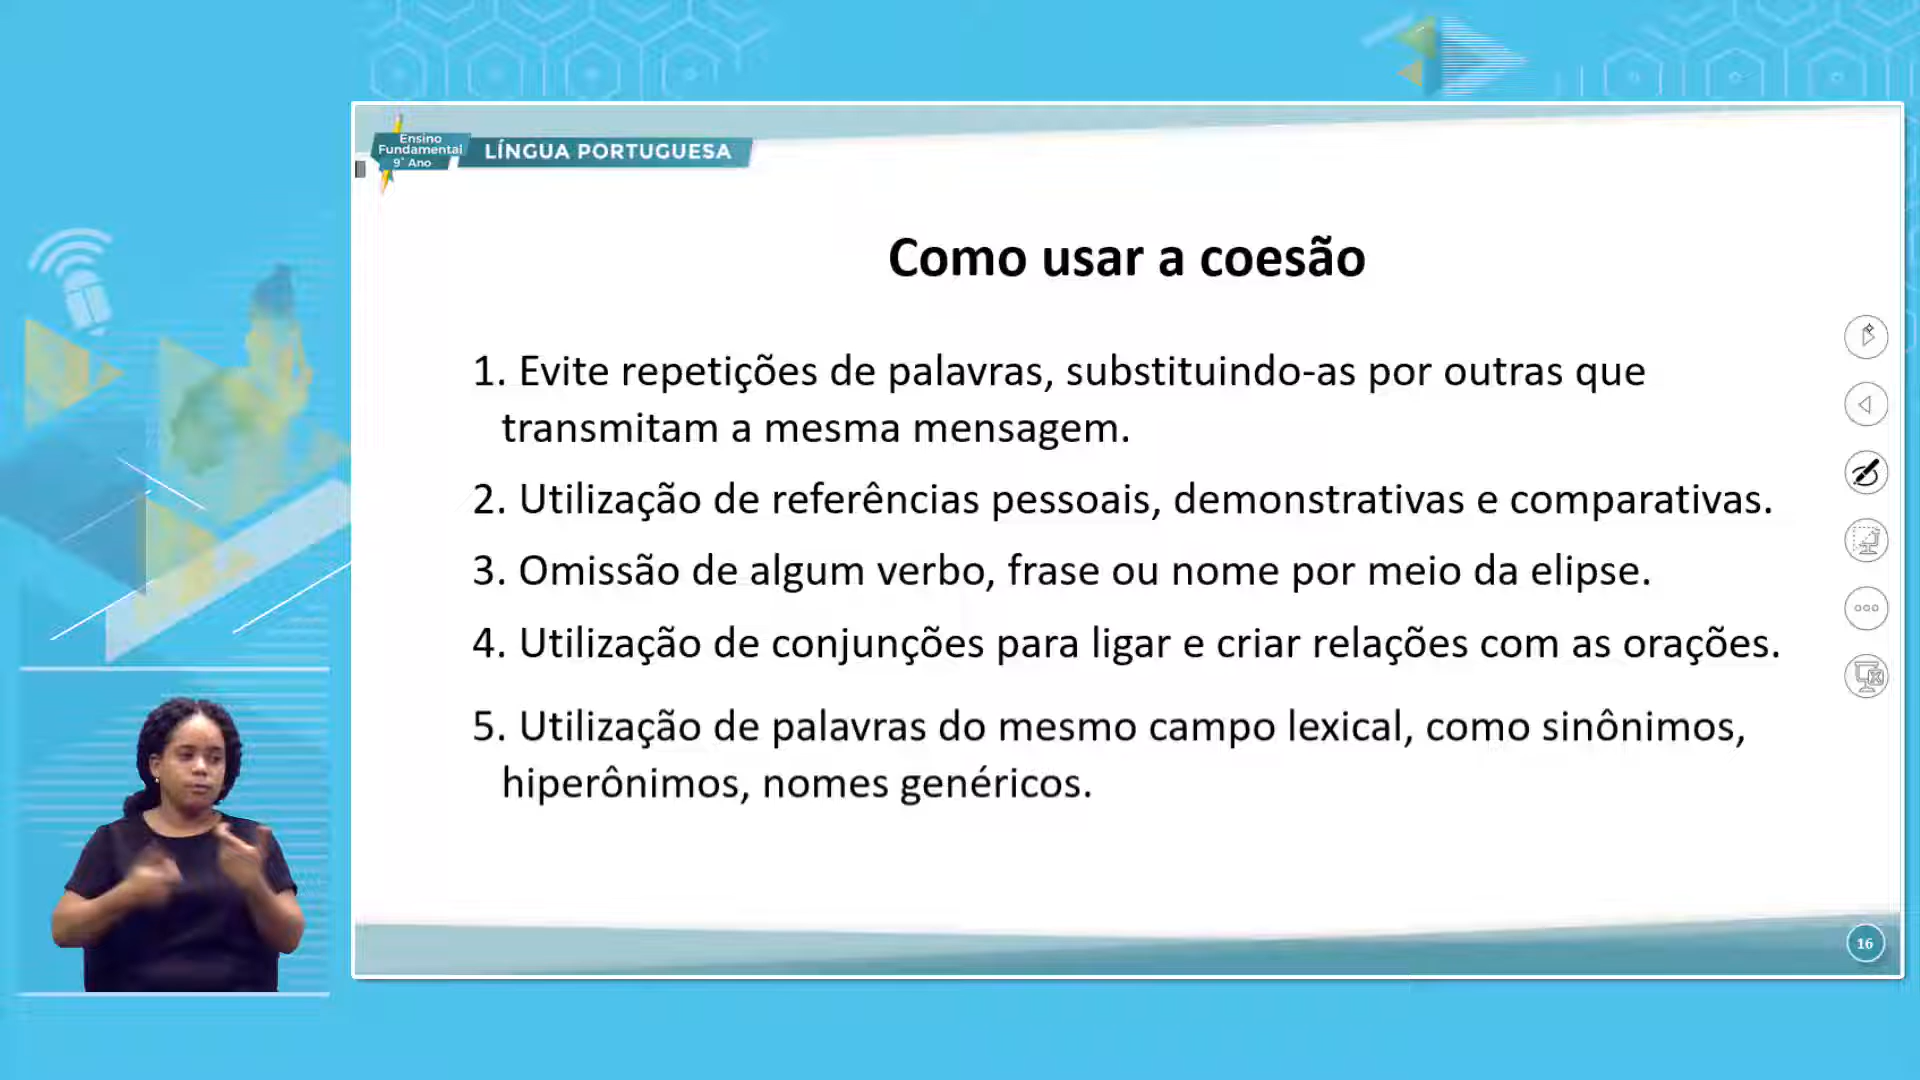 Ensino
Fundamental
9° Ano
LÍNGUA PORTUGUESA
Como usar a coesão
1. Evite repetições de palavras, substituindo-as por outras que
transmitam a mesma mensagem.
2. Utilização de referências pessoais, demonstrativas e comparativas.
3. Omissão de algum verbo, frase ou nome por meio da elipse.
4. Utilização de conjunções para ligar e criar relações com as orações.
5. Utilização de palavras do mesmo campo lexical, como sinônimos,
hiperônimos, nomes genéricos.
16